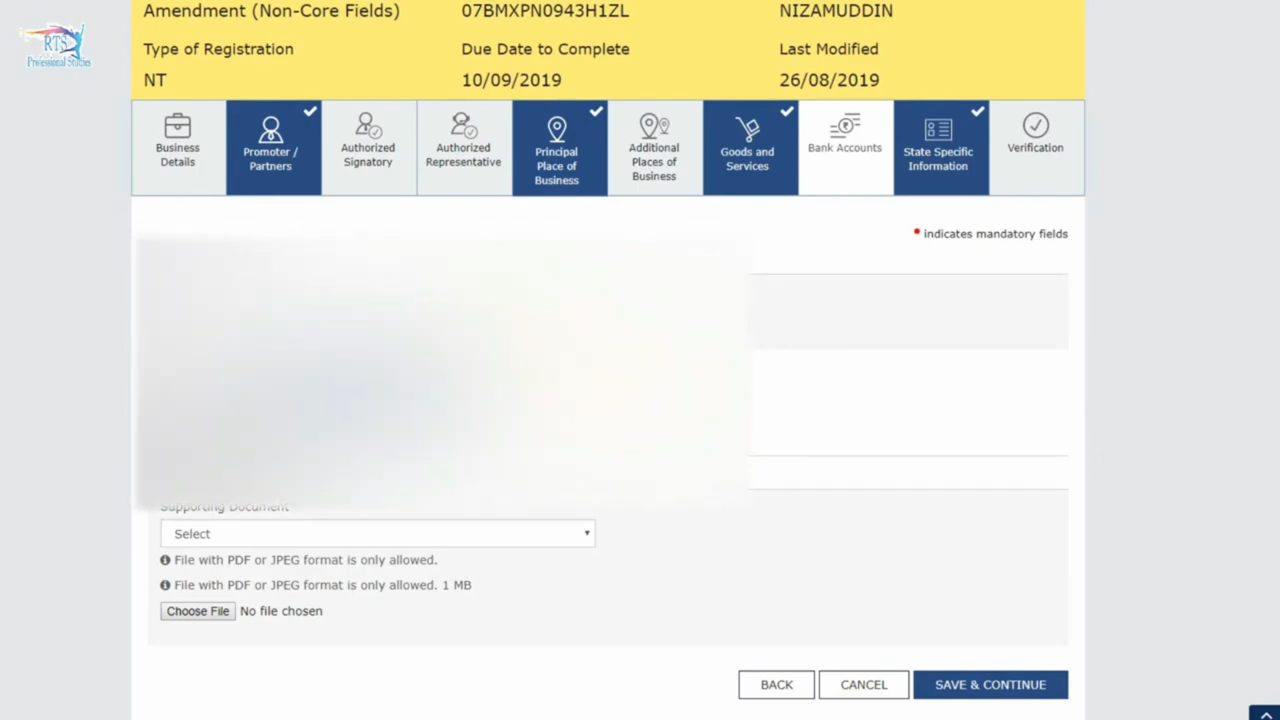 RTS
Professional Studies
Amendment (Non-Core Fields) 07BMXPN0943H1ZL NIZAMUDDIN
Type of Registration Due Date to Complete Last Modified
NT 10/09/2019 26/08/2019
Business Details
Promoter / Partners
Authorized Signatory
Authorized Representative
Principal Place of Business
Additional Places of Business
Goods and Services
Bank Accounts
State Specific Information
Verification
• indicates mandatory fields
Supporting Document
Select
File with PDF or JPEG format is only allowed.
File with PDF or JPEG format is only allowed. 1 MB
Choose File No file chosen
BACK CANCEL SAVE & CONTINUE